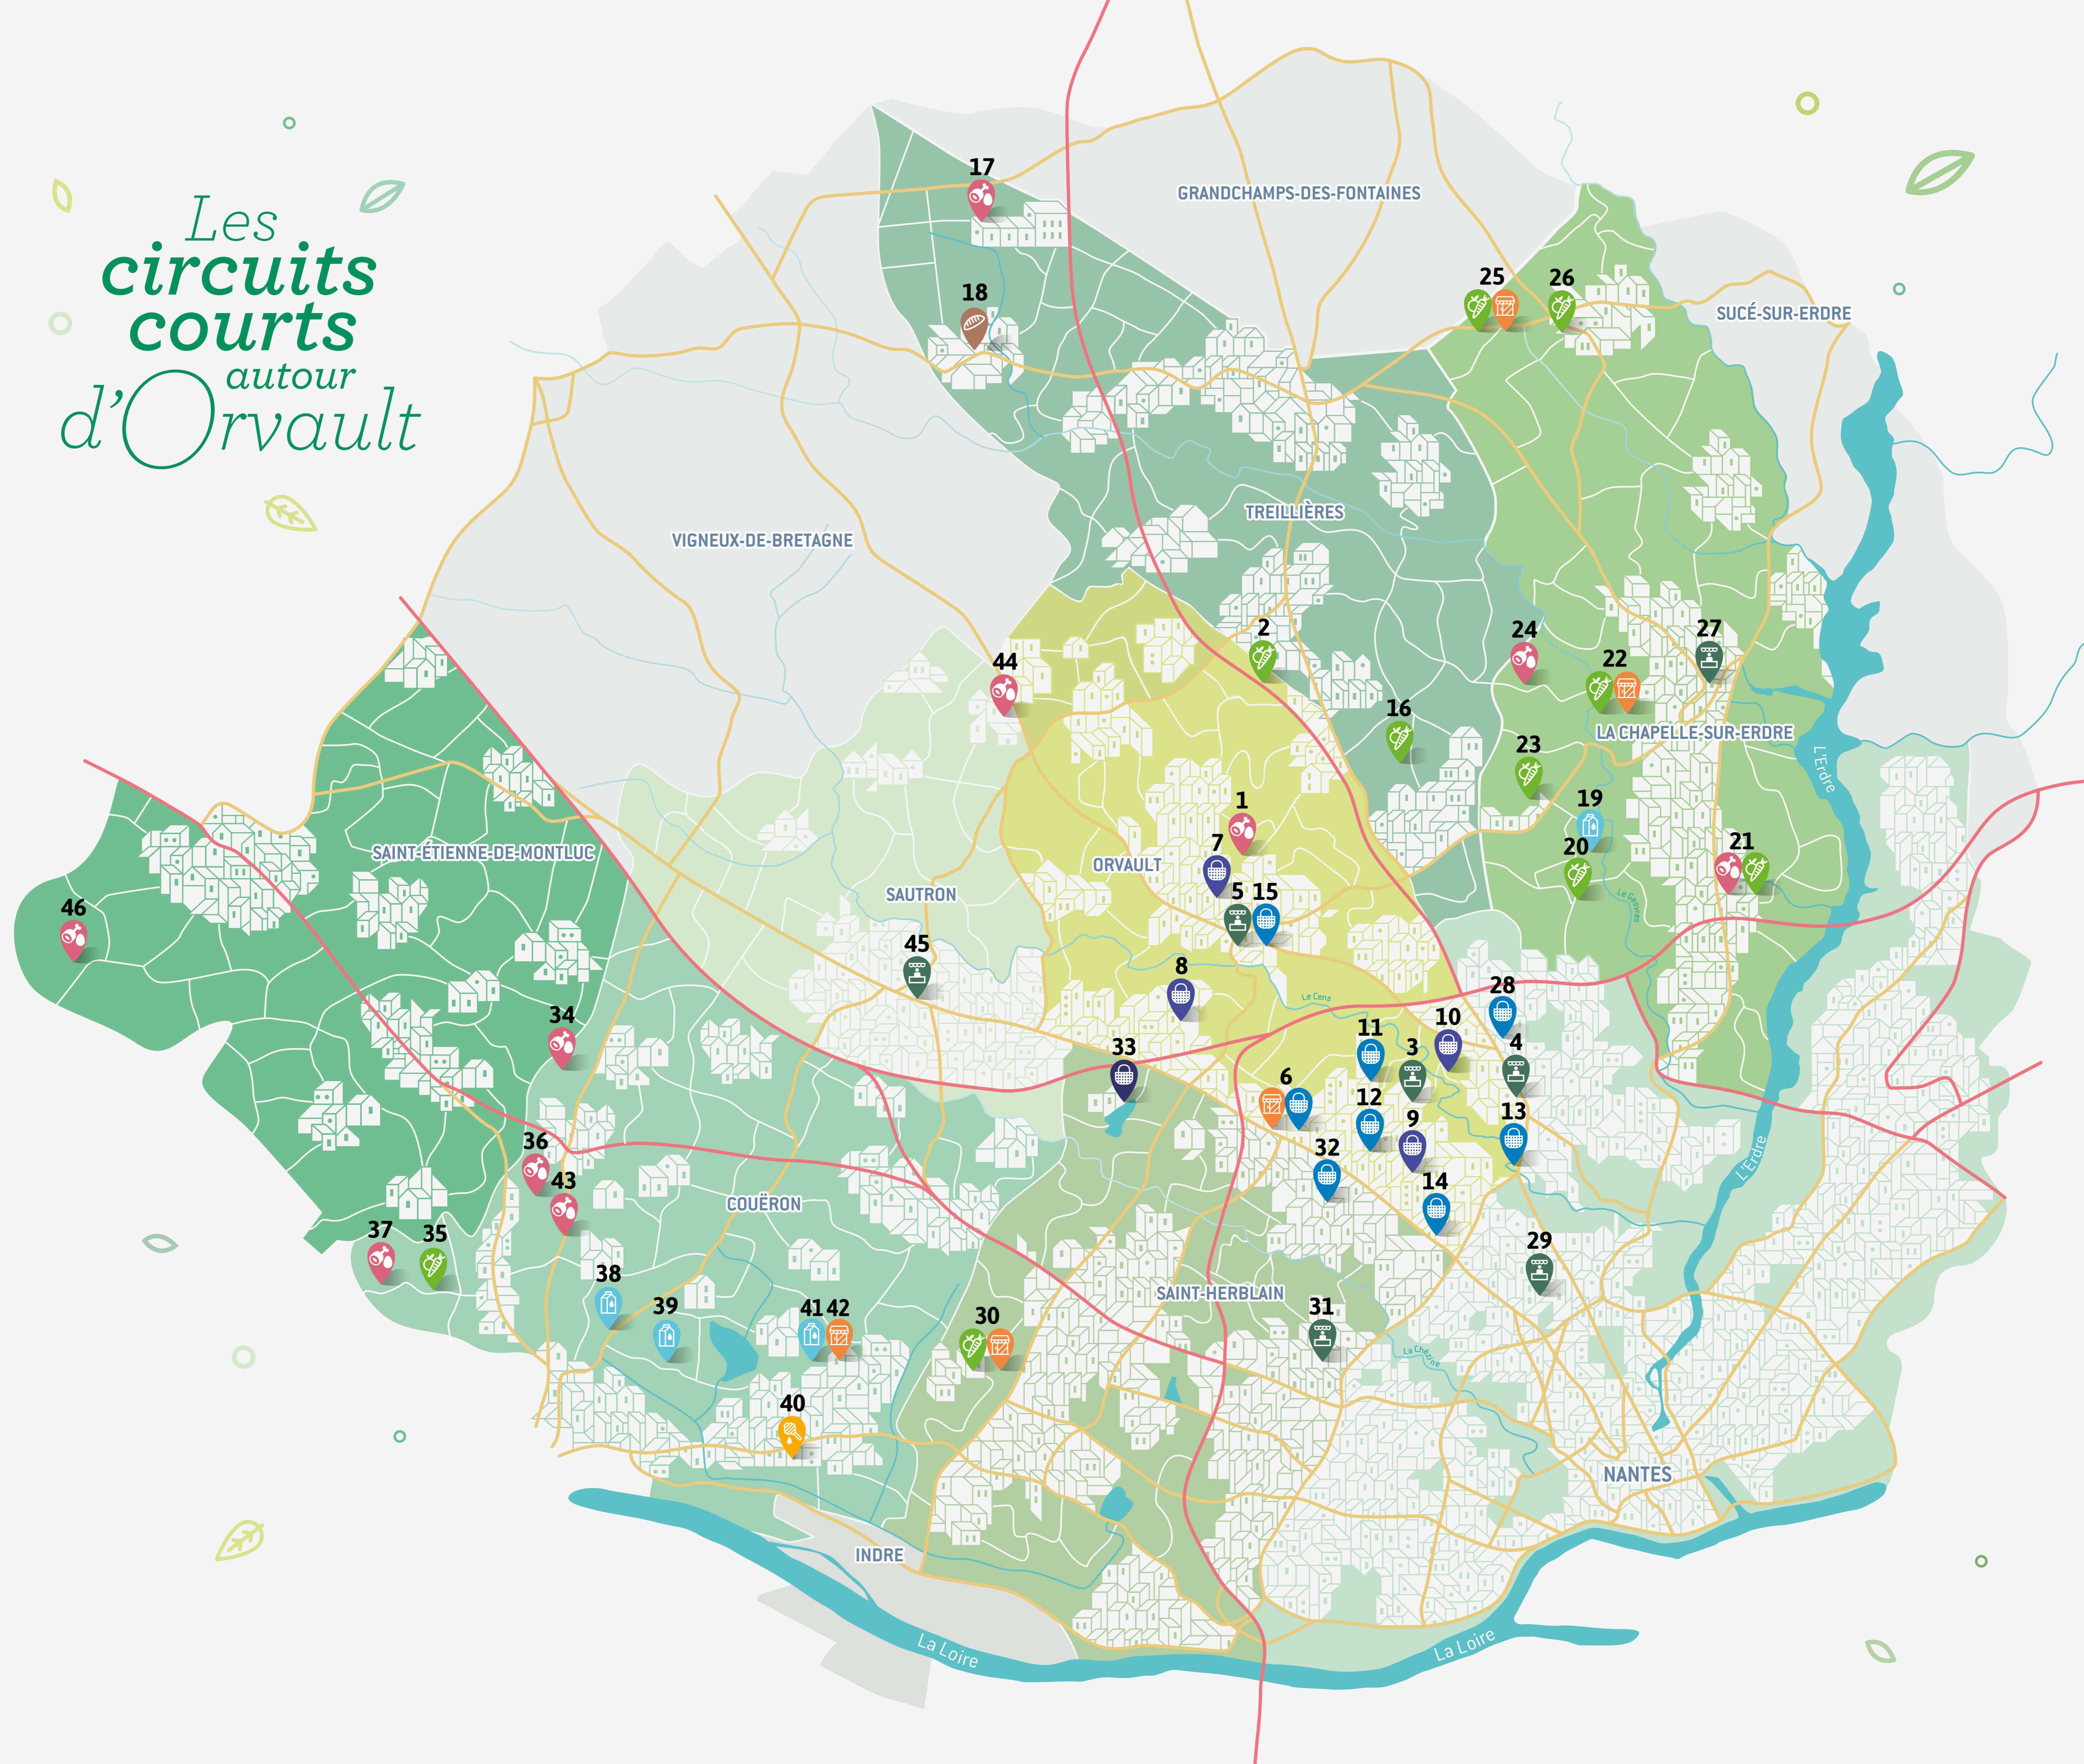 Les
circuits
courts
autour
d'Orvault
17
GRANDCHAMPS-DES-FONTAINES
25
26
18
SUCÉ-SUR-ERDRE
TREILLIÈRES
VIGNEUX-DE-BRETAGNE
2
24
27
44
22
16
LA CHAPELLE-SUR-ERDRE
23
L'Erdre
19
1
7
21
20
SAINT-ÉTIENNE-DE-MONTLUC
ORVAULT
SAUTRON
5
15
Le Gesvres
46
45
8
28
Le Cens
34
10
11
33
3
4
6
12
9
13
36
32
L'Erdre
43
14
COUËRON
37
35
29
38
SAINT-HERBLAIN
39
41
42
31
30
La Chézine
40
NANTES
INDRE
La Loire
La Loire